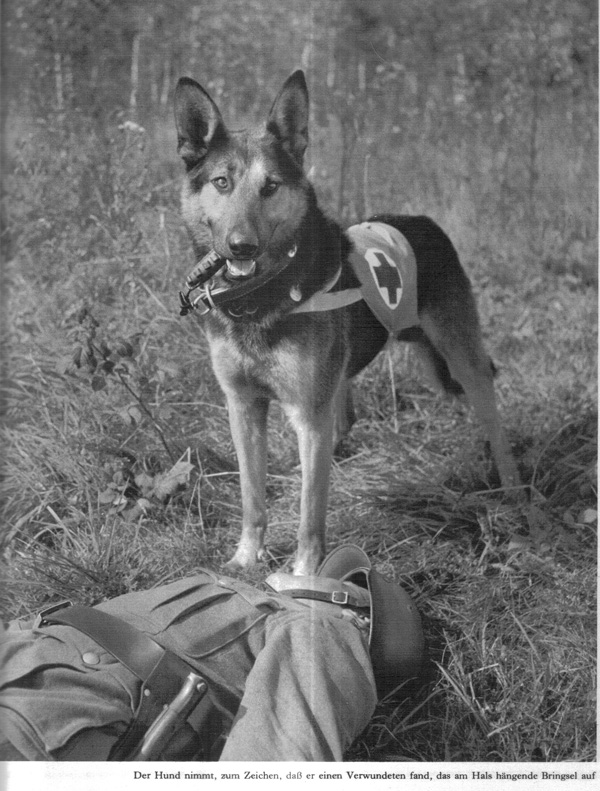 Der Hund nimmt, zum Zeichen, daß er einen Verwundeten fand, das am Hals hängende Bringsel auf